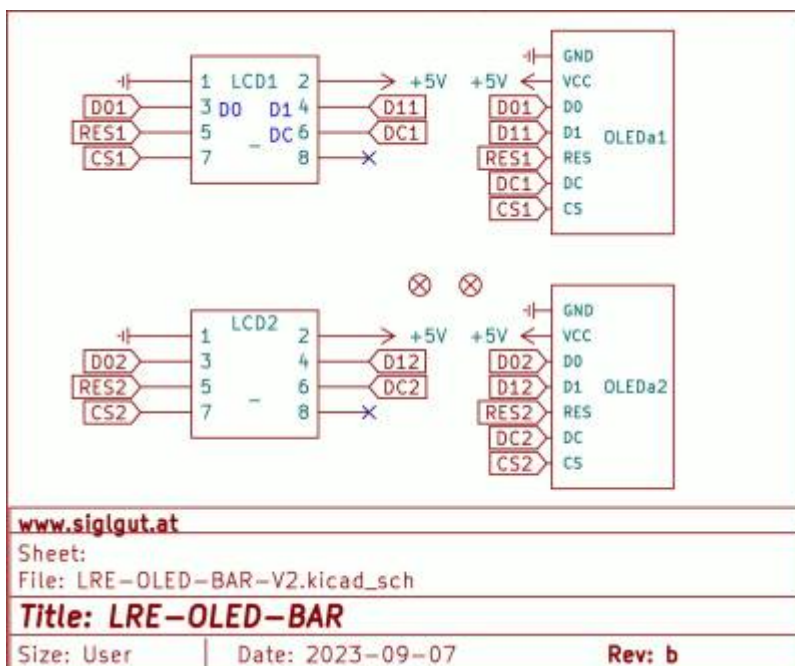 GND
1 LCD1 2 +5V +5V VCC
D01 3 D0 D1 4 D11 D01 D0
RES1 5 DC 6 DC1 D11 D1 OLEDa1
CS1 7 _ 8 RES1 RES
DC1 DC
CS1 CS
GND
1 LCD2 2 +5V +5V VCC
D02 3 4 D12 D02 D0
RES2 5 6 DC2 D12 D1 OLEDa2
CS2 7 _ 8 RES2 RES
DC2 DC
CS2 CS
www.siglgut.at
Sheet:
File: LRE-OLED-BAR-V2.kicad_sch
Title: LRE-OLED-BAR
Size: User Date: 2023-09-07 Rev: b